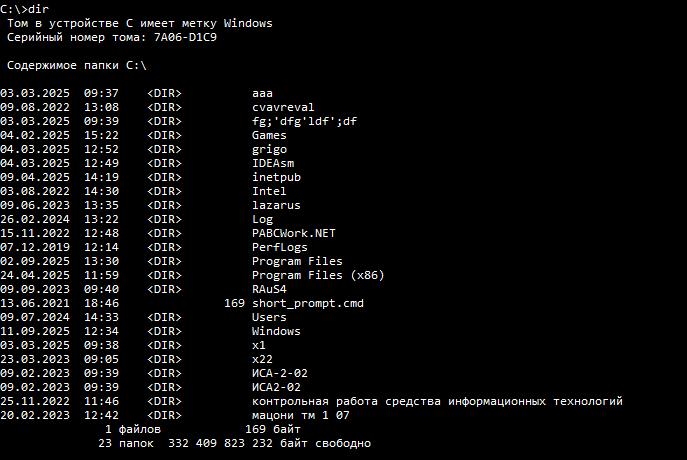 C:\>dir
Том в устройстве C имеет метку Windows
Серийный номер тома: 7A06-D1C9
Содержимое папки C:\
03.03.2025 09:37 <DIR> aaa
09.08.2022 13:08 <DIR> cvavreval
03.03.2025 09:39 <DIR> fg;'dfg'ldf';df
04.02.2025 15:22 <DIR> Games
04.03.2025 12:52 <DIR> grigo
04.03.2025 12:49 <DIR> IDEAsm
09.04.2025 14:19 <DIR> inetpub
03.08.2022 14:30 <DIR> Intel
09.06.2023 13:35 <DIR> lazarus
26.02.2024 13:22 <DIR> Log
15.11.2022 12:48 <DIR> PABCWork.NET
07.12.2019 12:14 <DIR> PerfLogs
02.09.2025 13:30 <DIR> Program Files
24.04.2025 11:59 <DIR> Program Files (x86)
09.09.2023 09:40 <DIR> RAuS4
13.06.2021 18:46 169 short_prompt.cmd
09.07.2024 14:33 <DIR> Users
11.09.2025 12:34 <DIR> Windows
03.03.2025 09:38 <DIR> x1
23.03.2023 09:05 <DIR> x22
09.02.2023 09:39 <DIR> ИСА-2-02
09.02.2023 09:39 <DIR> ИСА2-02
25.11.2022 11:46 <DIR> контрольная работа средства информационных технологий
20.02.2023 12:42 <DIR> мацони тм 1 07
1 файлов 169 байт
23 папок 332 409 823 232 байт свободно